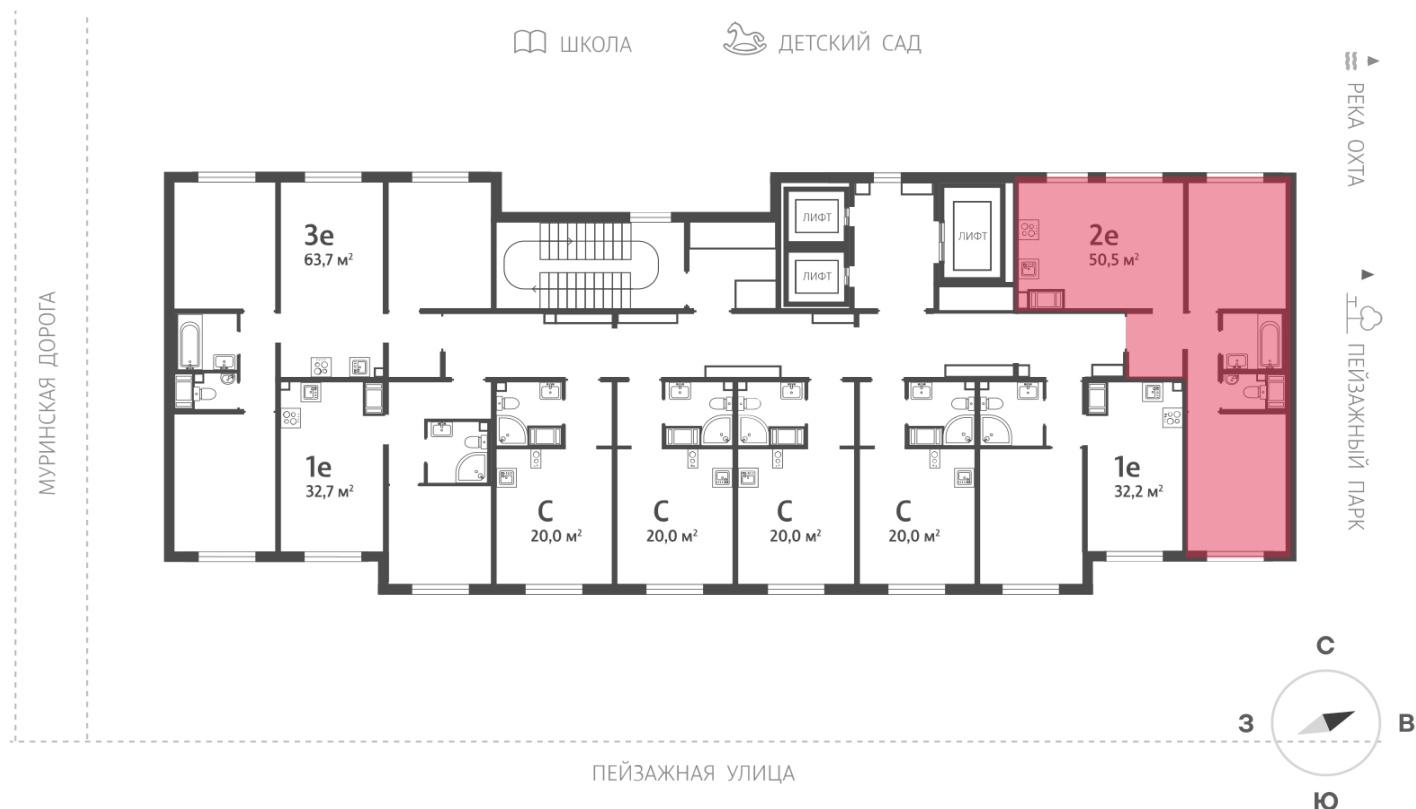 ШКОЛА
ДЕТСКИЙ САД
РЕКА ОХТА
ПЕЙЗАЖНЫЙ ПАРК
МУРИНСКАЯ ДОРОГА
3е
63,7 м²
ЛИФТ
ЛИФТ
ЛИФТ
2е
50,5 м²
1е
32,7 м²
С
20,0 м²
С
20,0 м²
С
20,0 м²
С
20,0 м²
1е
32,2 м²
С
З
В
Ю
ПЕЙЗАЖНАЯ УЛИЦА